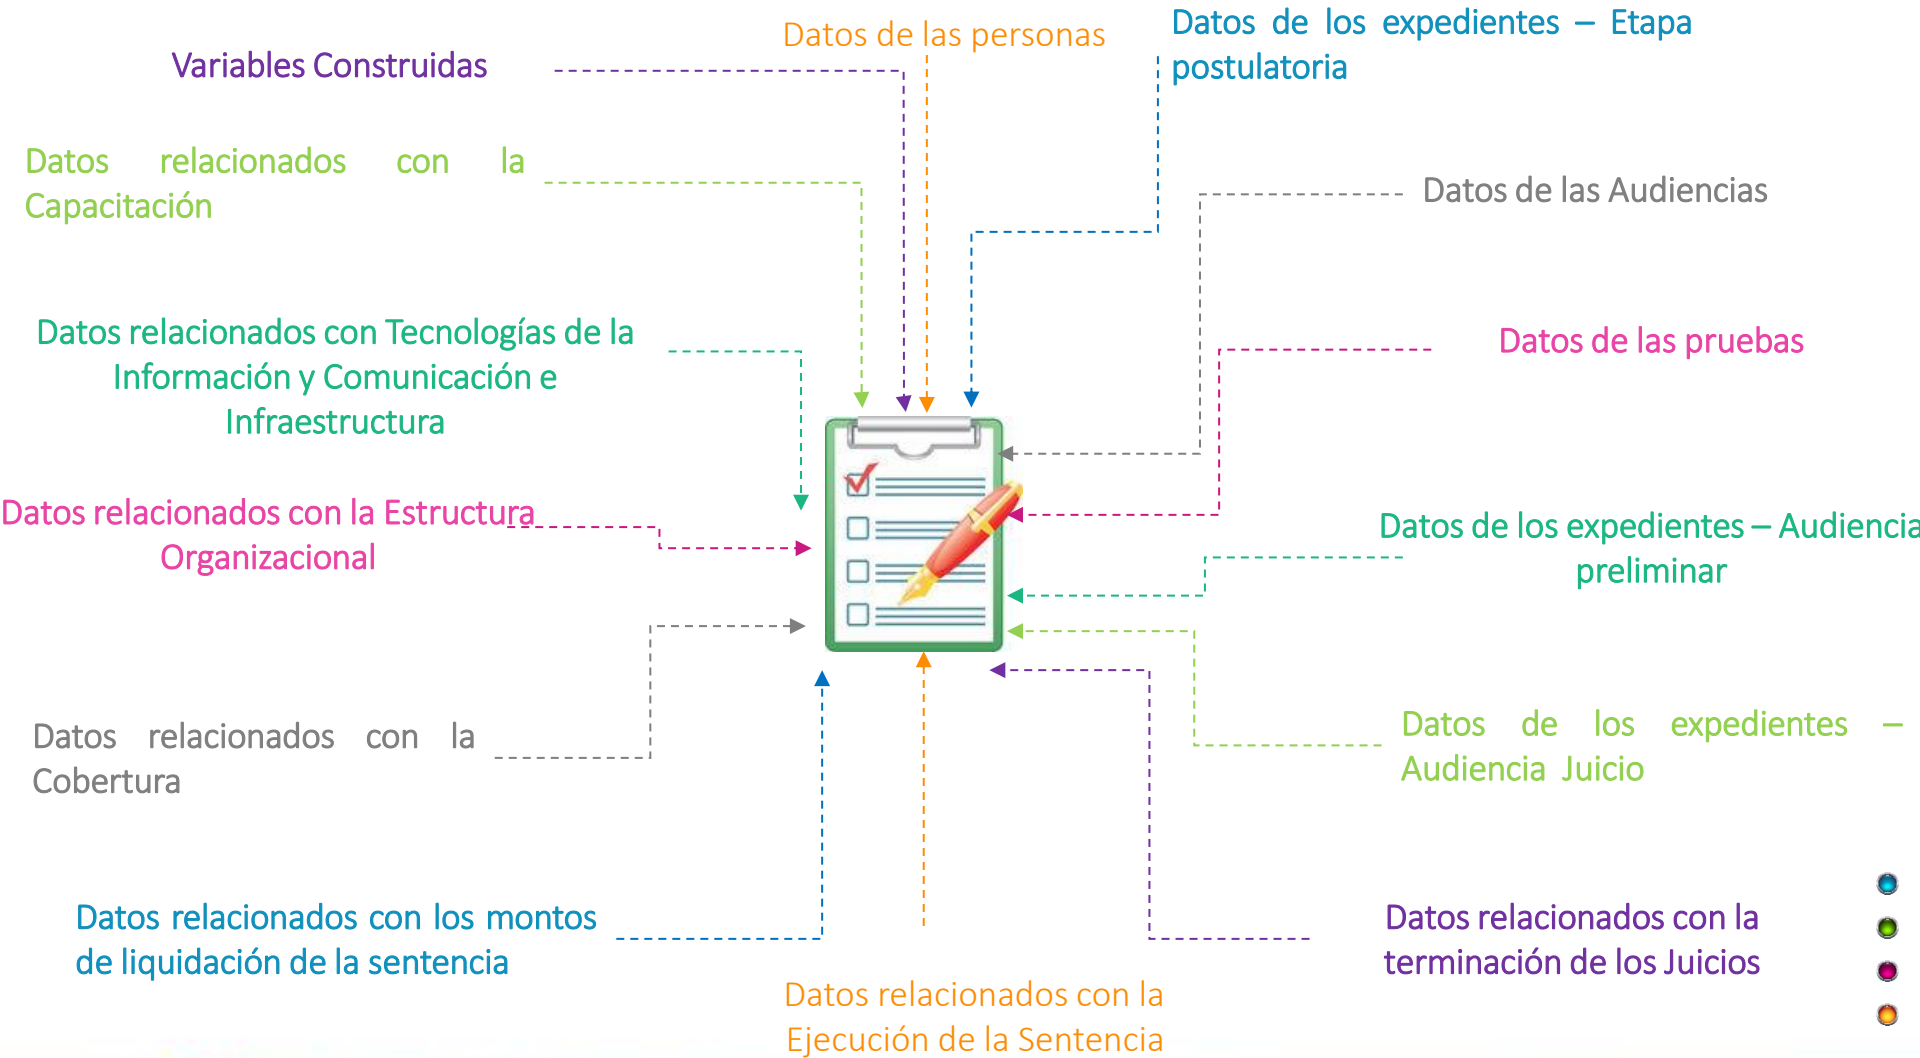 Datos de las personas
Datos de los expedientes – Etapa
postulatoria
Variables Construidas
Datos relacionados con la
Capacitación
Datos de las Audiencias
Datos relacionados con Tecnologías de la
Información y Comunicación e
Infraestructura
Datos de las pruebas
Datos relacionados con la Estructura
Organizacional
Datos de los expedientes – Audiencia
preliminar
Datos relacionados con la
Cobertura
Datos de los expedientes –
Audiencia Juicio
Datos relacionados con los montos
de liquidación de la sentencia
Datos relacionados con la
terminación de los Juicios
Datos relacionados con la
Ejecución de la Sentencia